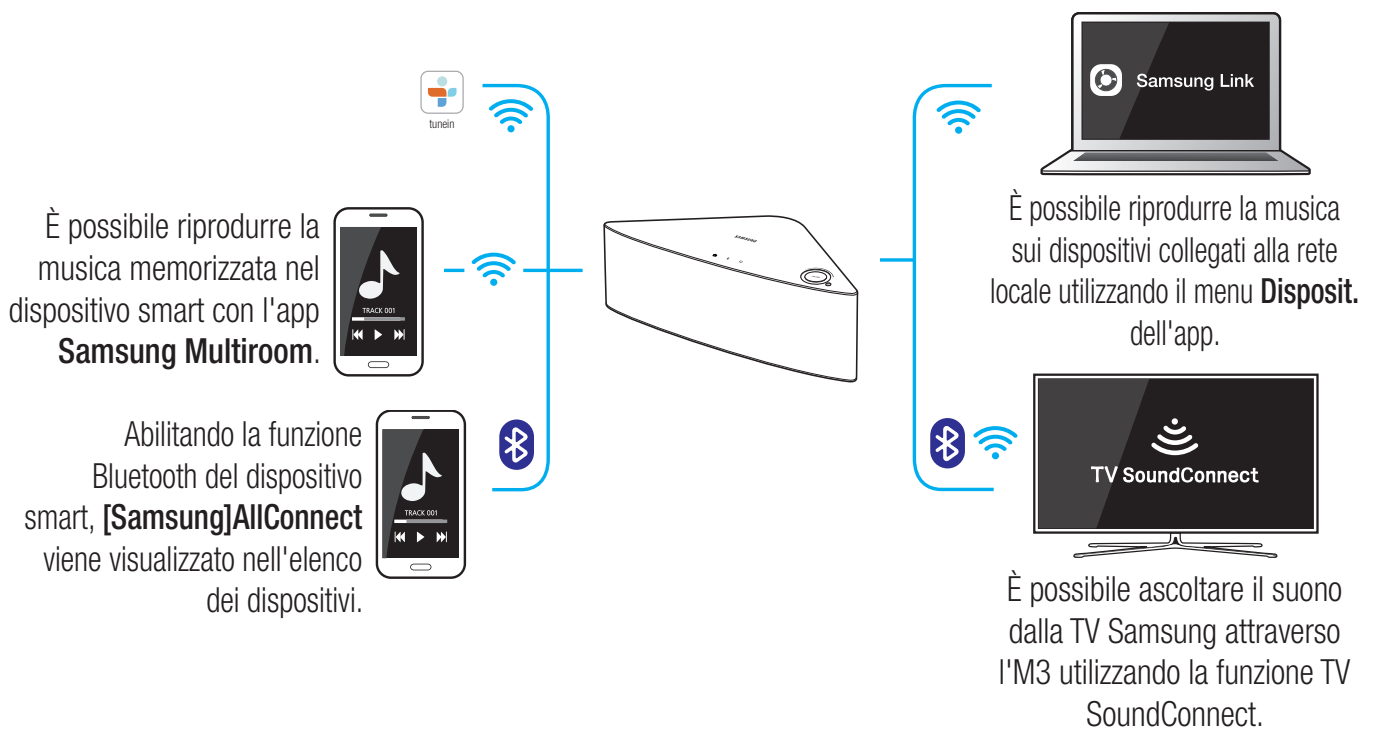 tunein
È possibile riprodurre la
musica memorizzata nel
dispositivo smart con l'app
Samsung Multiroom.
TRACK 001
Abilitando la funzione
Bluetooth del dispositivo
smart, [Samsung]AllConnect
viene visualizzato nell'elenco
dei dispositivi.
TRACK 001
SAMSUNG
Samsung Link
È possibile riprodurre la musica
sui dispositivi collegati alla rete
locale utilizzando il menu Disposit.
dell'app.
TV SoundConnect
È possibile ascoltare il suono
dalla TV Samsung attraverso
l'M3 utilizzando la funzione TV
SoundConnect.